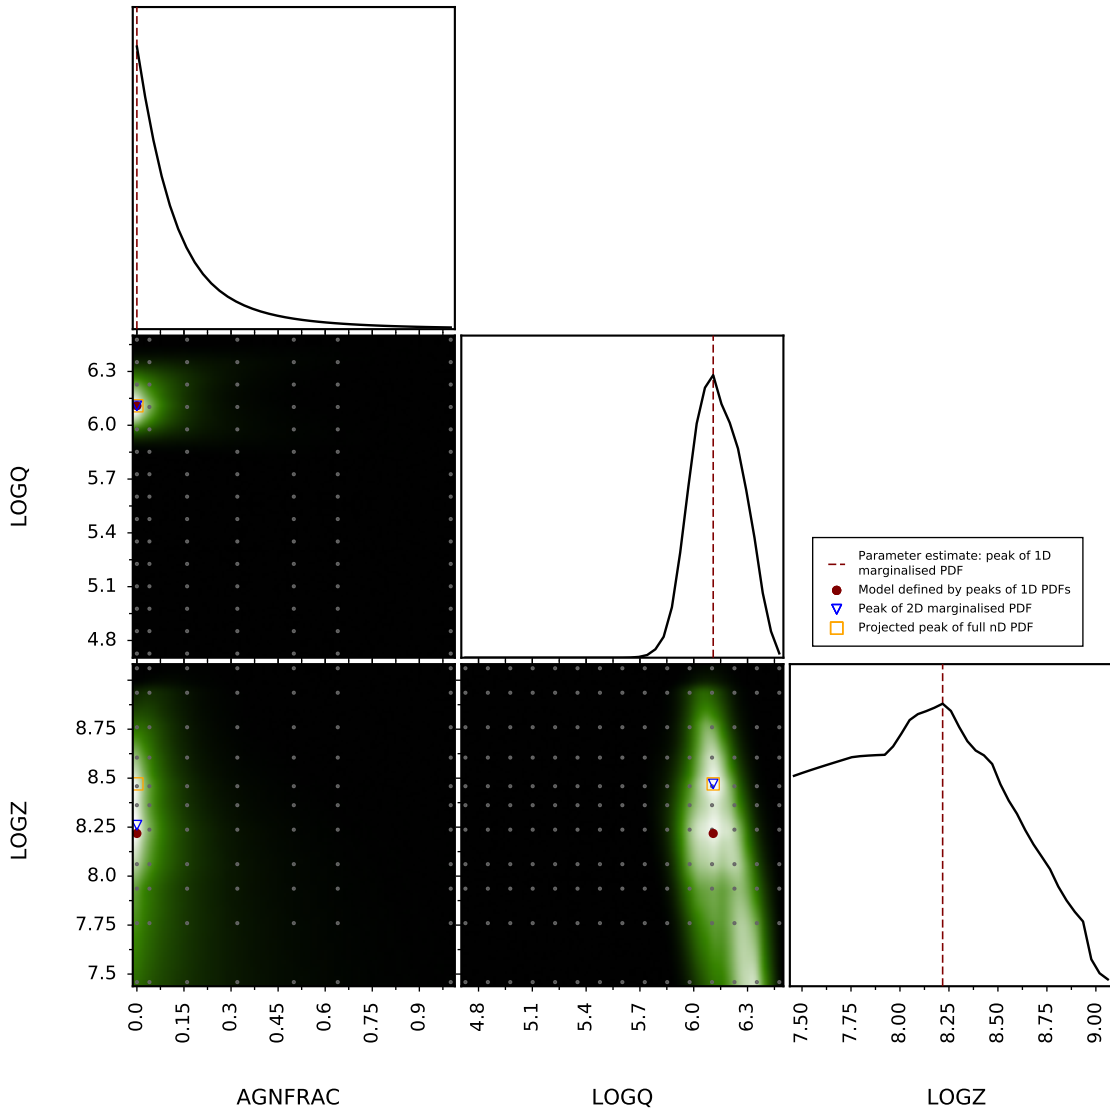 LOGQ
6.3
6.0
5.7
5.4
5.1
4.8
Parameter estimate: peak of 1D
marginalised PDF
Model defined by peaks of 1D PDFs
Peak of 2D marginalised PDF
Projected peak of full nD PDF
LOGZ
8.75
8.5
8.25
8.0
7.75
7.5
0.0 0.15 0.3 0.45 0.6 0.75 0.9
4.8 5.1 5.4 5.7 6.0 6.3
7.50 7.75 8.00 8.25 8.50 8.75 9.00
AGNFRAC LOGQ LOGZ